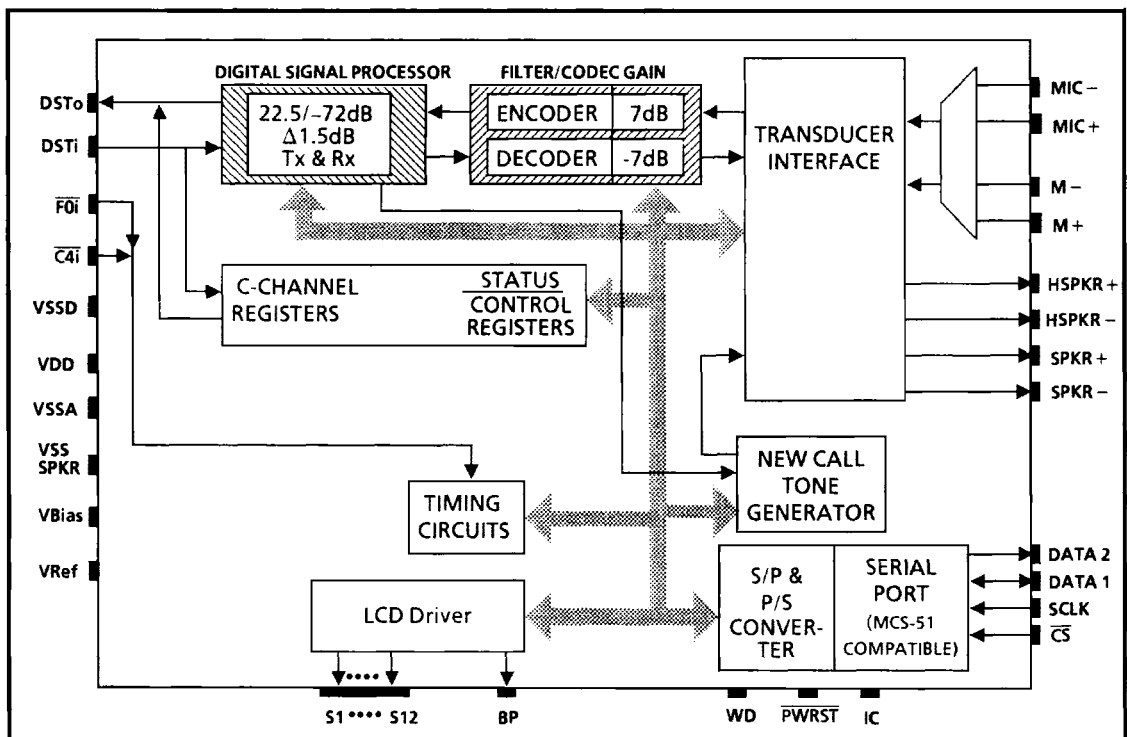 DIGITAL SIGNAL PROCESSOR
FILTER/CODEC GAIN
22.5/–72dB
Δ1.5dB
Tx & Rx
ENCODER 7dB
DECODER -7dB
TRANSDUCER
INTERFACE
DSTo
DSTi
F0i
C4i
VSSD
VDD
VSSA
VSS
SPKR
VBias
VRef
MIC –
MIC +
M –
M +
HSPKR +
HSPKR –
SPKR +
SPKR –
C-CHANNEL
REGISTERS
STATUS
CONTROL
REGISTERS
TIMING
CIRCUITS
NEW CALL
TONE
GENERATOR
LCD Driver
S/P &
P/S
CONVER-
TER
SERIAL
PORT
(MCS-51
COMPATIBLE)
DATA 2
DATA 1
SCLK
CS
S1 •••• S12
BP
WD
PWRST
IC